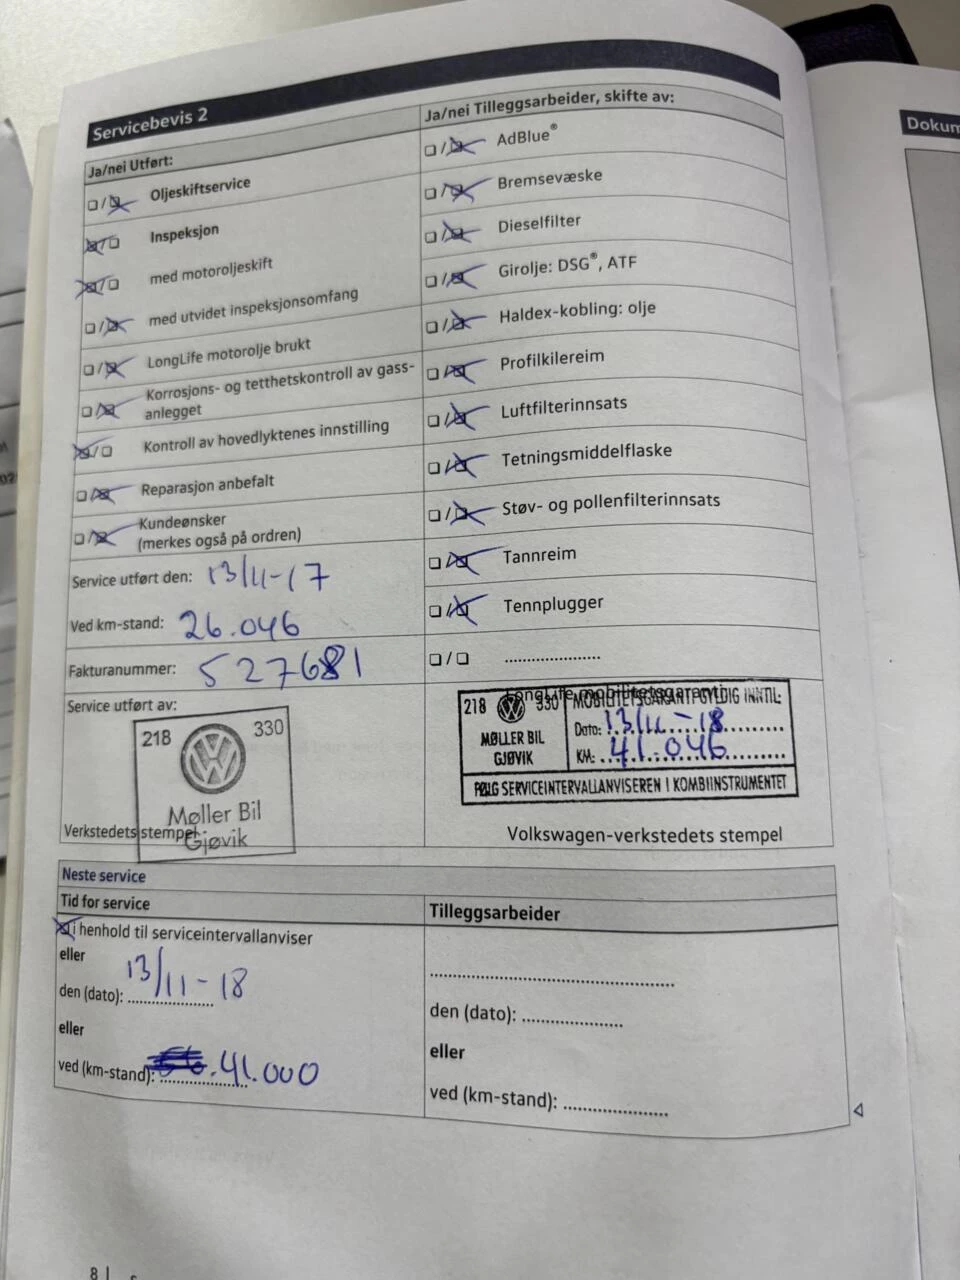 Servicebevis 2
Ja/nei Utført:
☐/☒ Oljeskiftservice
☒/☐ Inspeksjon
☒/☐ med motoroljeskift
☐/☒ med utvidet inspeksjonsomfang
☐/☒ LongLife motorolje brukt
☐/☒ Korrosjons- og tetthetskontroll av gass-
anlegget
☒/☐ Kontroll av hovedlyktenes innstilling
☐/☒ Reparasjon anbefalt
☐/☒ Kundeønsker
(merkes også på ordren)
Service utført den: 13/11-17
Ved km-stand: 26.046
Fakturanummer: 527681
Service utført av:
218 330
Møller Bil
Gjøvik
Verkstedets stempel
Ja/nei Tilleggsarbeider, skifte av:
☐/☒ AdBlue®
☐/☒ Bremsevæske
☐/☒ Dieselfilter
☐/☒ Girolje: DSG®, ATF
☐/☒ Haldex-kobling: olje
☐/☒ Profilkilereim
☐/☒ Luftfilterinnsats
☐/☒ Tetningsmiddelflaske
☐/☒ Støv- og pollenfilterinnsats
☐/☒ Tannreim
☐/☒ Tennplugger
☐/☐ ....................
LongLife mobilitetsgaranti
218 330
MØLLER BIL
GJØVIK
MOBILITETSGARANTI GYLDIG INNTIL:
Dato: 13/11-18
KM: 41.046
FØLG SERVICEINTERVALLANVISEREN I KOMBIINSTRUMENTET
Volkswagen-verkstedets stempel
Neste service
Tid for service
☒ i henhold til serviceintervallanviser
eller
den (dato): 13/11-18
eller
ved (km-stand): 41.000
Tilleggsarbeider
..........................................
den (dato): .................
eller
ved (km-stand): .................
8 |
Dokum